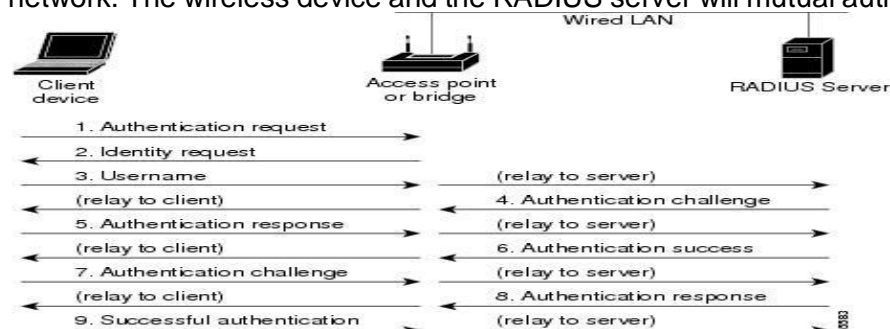 network. The wireless device and the RADIUS server will mutual
Wired LAN
Client
device
Access point
or bridge
RADIUS Server
1. Authentication request
2. Identity request
3. Username
(relay to server)
(relay to client)
4. Authentication challenge
5. Authentication response
(relay to server)
(relay to client)
6. Authentication success
7. Authentication challenge
(relay to server)
(relay to client)
8. Authentication response
9. Successful authentication
(relay to server)